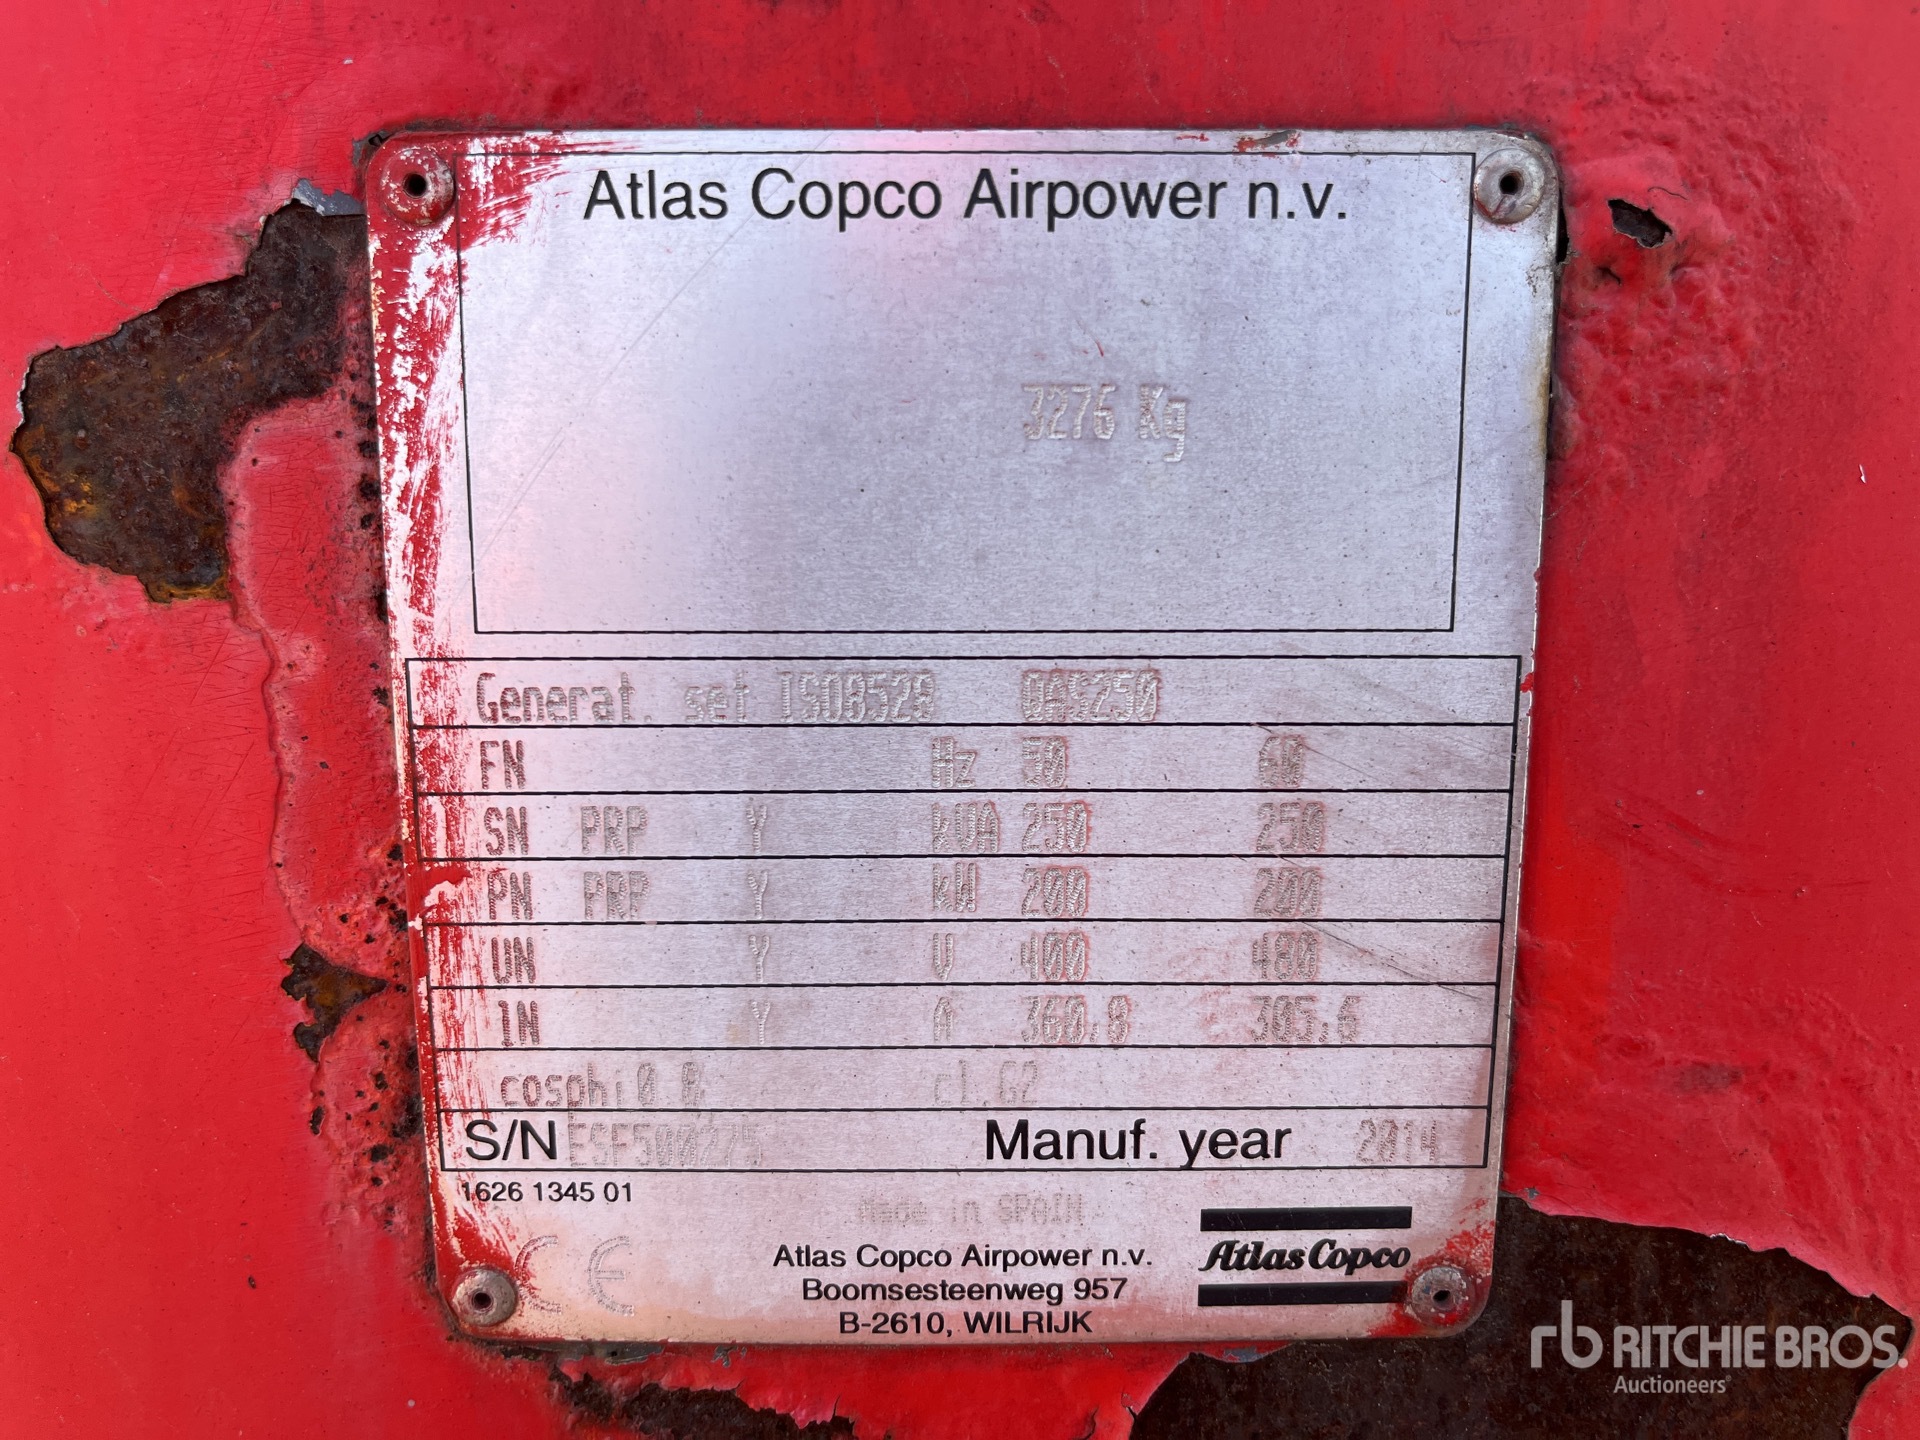 Atlas Copco Airpower n.v.
3276 Kg
Generat. set ISO8528 QAS250
FN Hz 50 60
SN PRP Y kVA 250 250
PN PRP Y kW 200 200
UN Y V 400 480
IN Y A 360,8 305,6
cosphi 0,8 cl.G2
S/N ESF500275 Manuf. year 2014
1626 1345 01
Made in SPAIN
CE
Atlas Copco Airpower n.v.
Boomsesteenweg 957
B-2610, WILRIJK
Atlas Copco
rb RITCHIE BROS.
Auctioneers